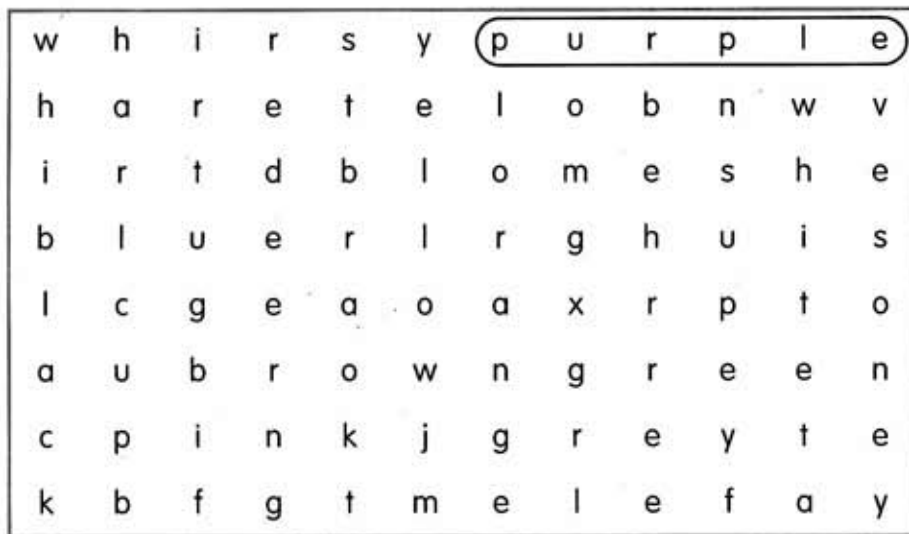 w h i r s y p u r p l e
h a r e t e l o b n w v
i r t d b l o m e s h e
b l u e r l r g h u i s
l c g e a o a x r p t o
a u b r o w n g r e e n
c p i n k j g r e y t e
k b f g t m e l e f a y